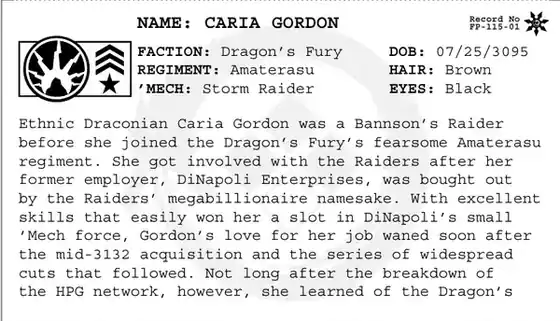 NAME: CARIA GORDON
Record No
FP-115-01
FACTION: Dragon's Fury DOB: 07/25/3095
REGIMENT: Amaterasu HAIR: Brown
'MECH: Storm Raider EYES: Black
Ethnic Draconian Caria Gordon was a Bannson's Raider
before she joined the Dragon's Fury's fearsome Amaterasu
regiment. She got involved with the Raiders after her
former employer, DiNapoli Enterprises, was bought out
by the Raiders' megabillionaire namesake. With excellent
skills that easily won her a slot in DiNapoli's small
'Mech force, Gordon's love for her job waned soon after
the mid-3132 acquisition and the series of widespread
cuts that followed. Not long after the breakdown of
the HPG network, however, she learned of the Dragon's